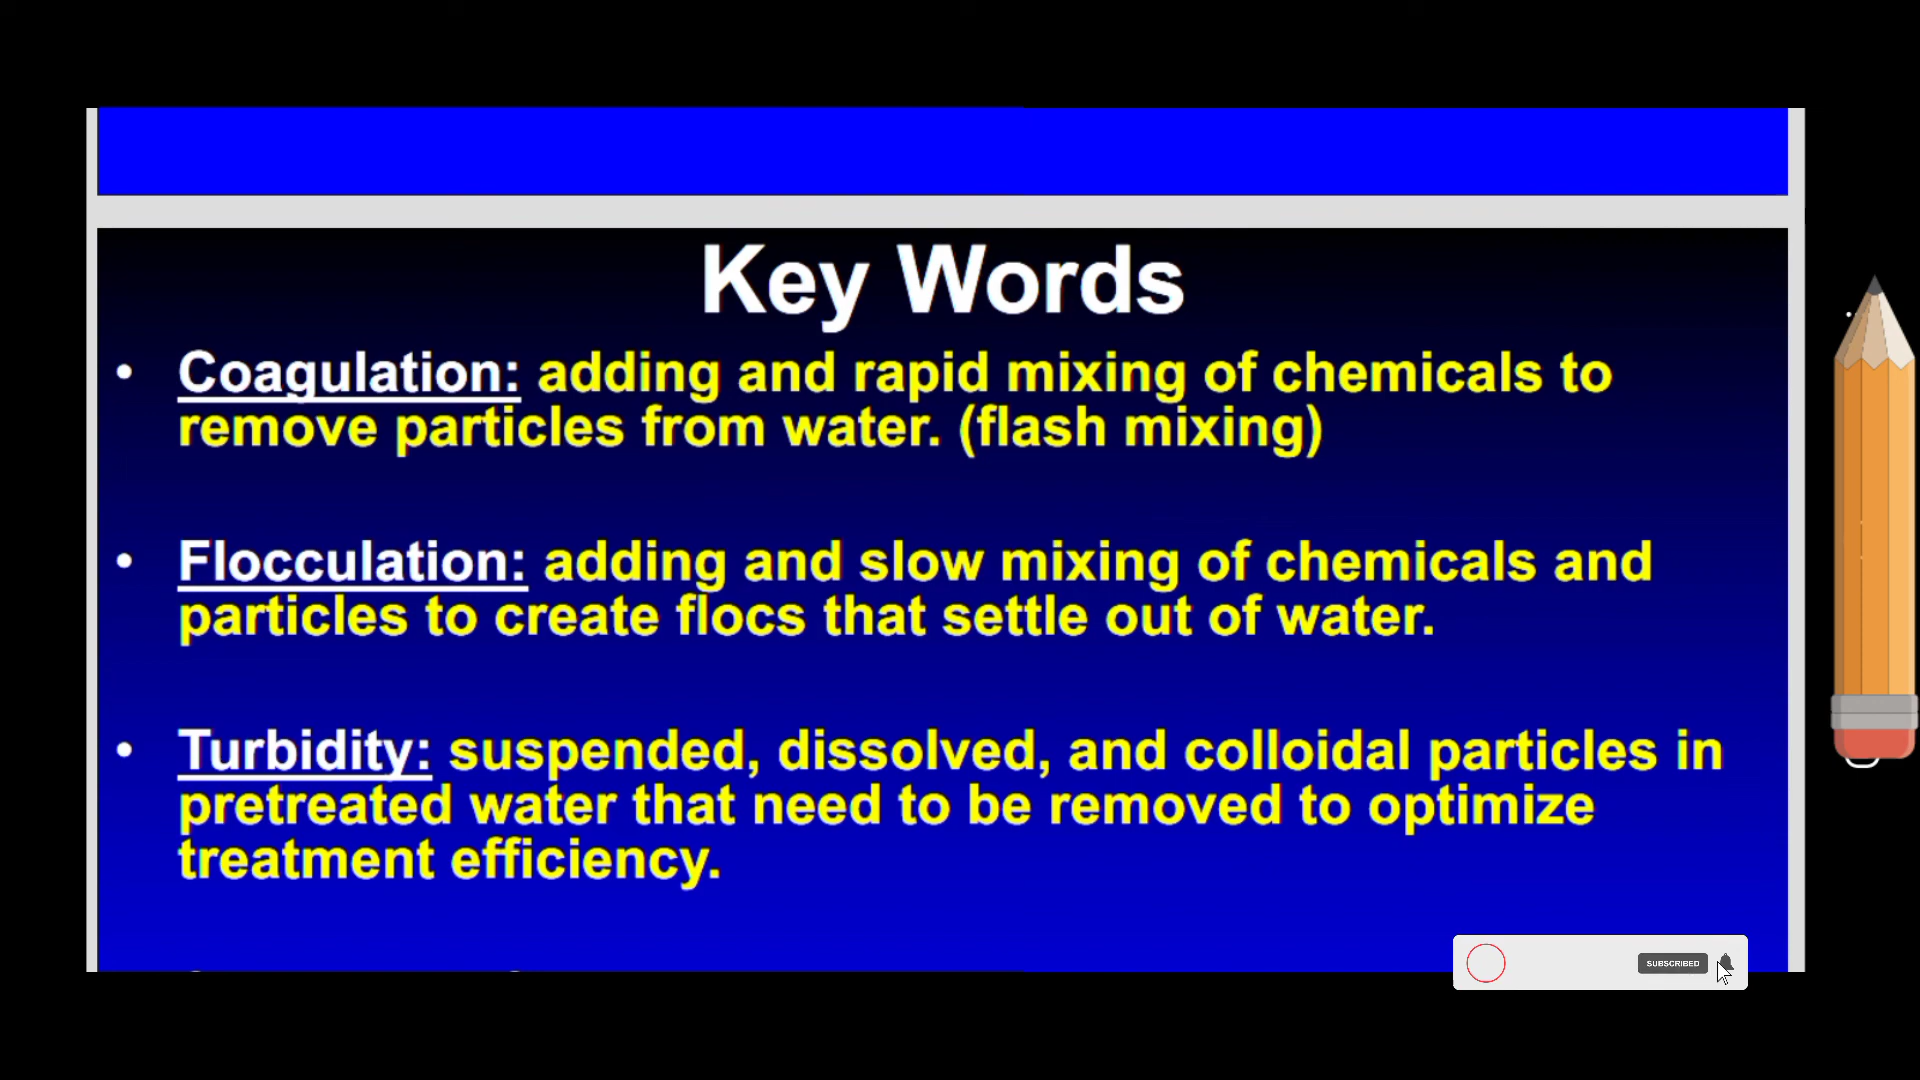 Key Words
• Coagulation: adding and rapid mixing of chemicals to
remove particles from water. (flash mixing)
• Flocculation: adding and slow mixing of chemicals and
particles to create flocs that settle out of water.
• Turbidity: suspended, dissolved, and colloidal particles in
pretreated water that need to be removed to optimize
treatment efficiency.
SUBSCRIBED